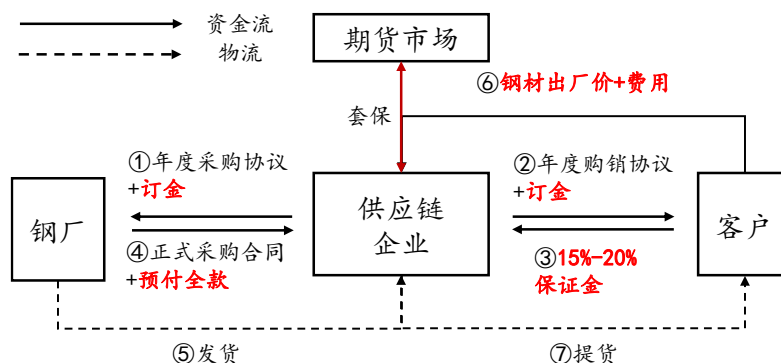 资金流
物流
期货市场
⑥钢材出厂价+费用
套保
①年度采购协议
+订金
②年度购销协议
+订金
钢厂
供应链
企业
客户
④正式采购合同
+预付全款
③15%-20%
保证金
⑤发货
⑦提货